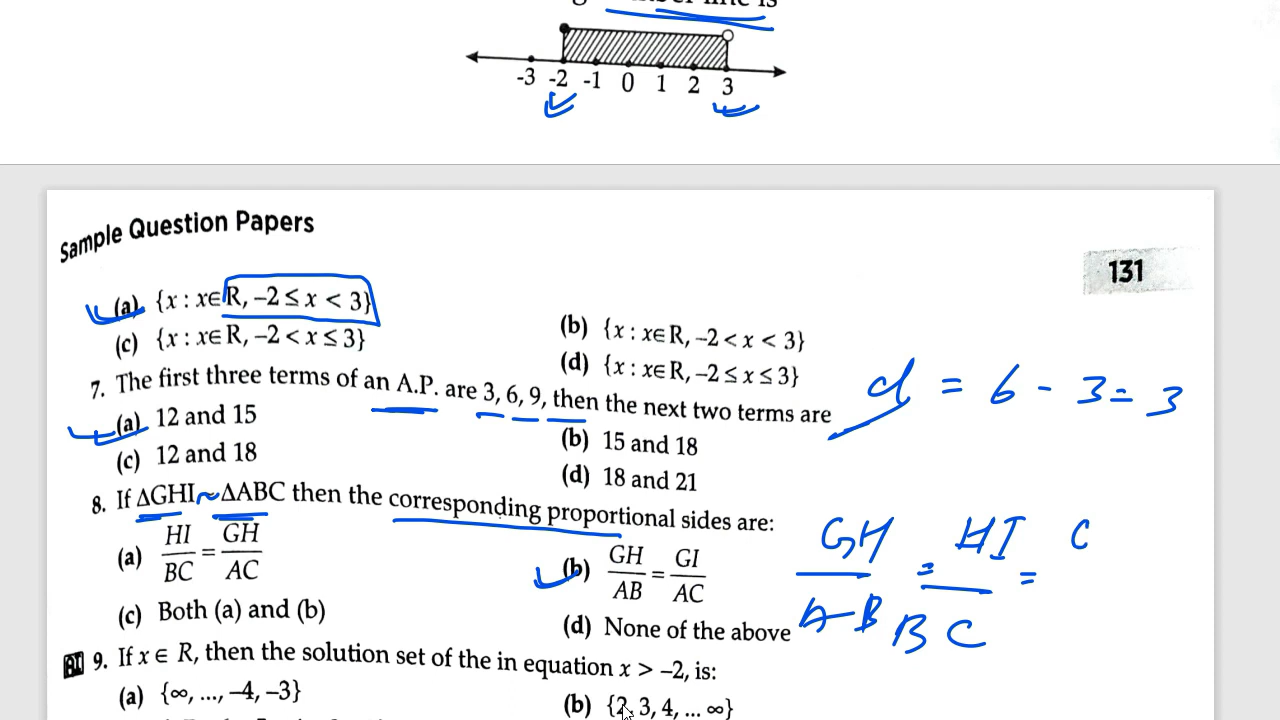 number line is
-3 -2 -1 0 1 2 3
Sample Question Papers
131
(a) {x : x∈R, –2 ≤ x < 3}
(b) {x : x∈R, –2 < x < 3}
(c) {x : x∈R, –2 < x ≤ 3}
(d) {x : x∈R, –2 ≤ x ≤ 3}
7. The first three terms of an A.P. are 3, 6, 9, then the next two terms are
d = 6 - 3 = 3
(a) 12 and 15
(b) 15 and 18
(c) 12 and 18
(d) 18 and 21
8. If ΔGHI ~ ΔABC then the corresponding proportional sides are:
(a) HI/BC = GH/AC
(b) GH/AB = GI/AC
GH/AB = HI/BC =
(c) Both (a) and (b)
(d) None of the above
AI 9. If x ∈ R, then the solution set of the in equation x > –2, is:
(a) {∞, ..., –4, –3}
(b) {2, 3, 4, ... ∞}